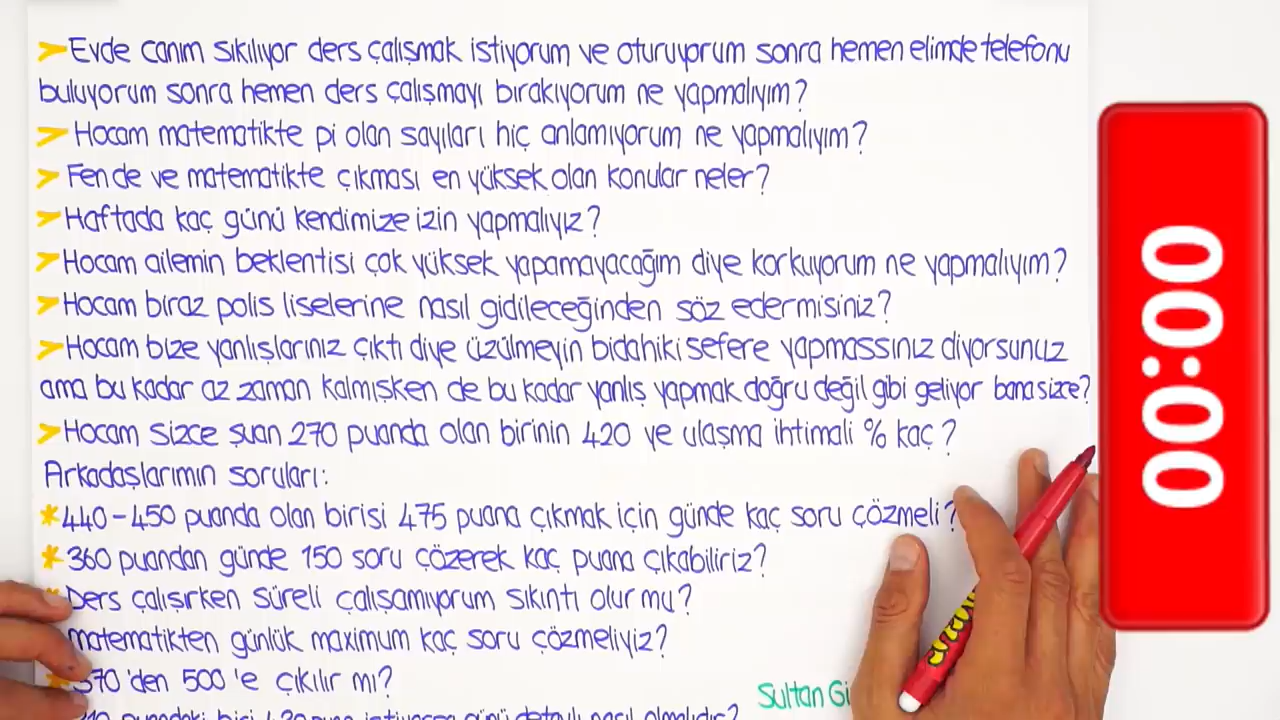 ➢ Evde canım sıkılıyor ders çalışmak istiyorum ve oturuyorum sonra hemen elimde telefonu
buluyorum sonra hemen ders çalışmayı bırakıyorum ne yapmalıyım?
➢ Hocam matematikte pi olan sayıları hiç anlamıyorum ne yapmalıyım?
➢ Fende ve matematikte çıkması en yüksek olan konular neler?
➢ Haftada kaç günü kendimize izin yapmalıyız?
➢ Hocam ailemin beklentisi çok yüksek yapamayacağım diye korkuyorum ne yapmalıyım?
➢ Hocam biraz polis liselerine nasıl gidileceğinden söz edermisiniz?
➢ Hocam bize yanlışlarınız çıktı diye üzülmeyin bidahiki sefere yapmassınız diyorsunuz
ama bu kadar az zaman kalmışken de bu kadar yanlış yapmak doğru değil gibi geliyor bana sizce?
➢ Hocam sizce şuan 270 puanda olan birinin 420 ye ulaşma ihtimali % kaç?
Arkadaşlarımın soruları:
* 440-450 puanda olan birisi 475 puana çıkmak için günde kaç soru çözmeli?
* 360 puandan günde 150 soru çözerek kaç puana çıkabiliriz?
* Ders çalışırken süreli çalışamıyorum sıkıntı olur mu?
matematikten günlük maximum kaç soru çözmeliyiz?
* 370'den 500'e çıkılır mı?
Sultan
puandaki birisi
nasıl olmalıdır?
00:00